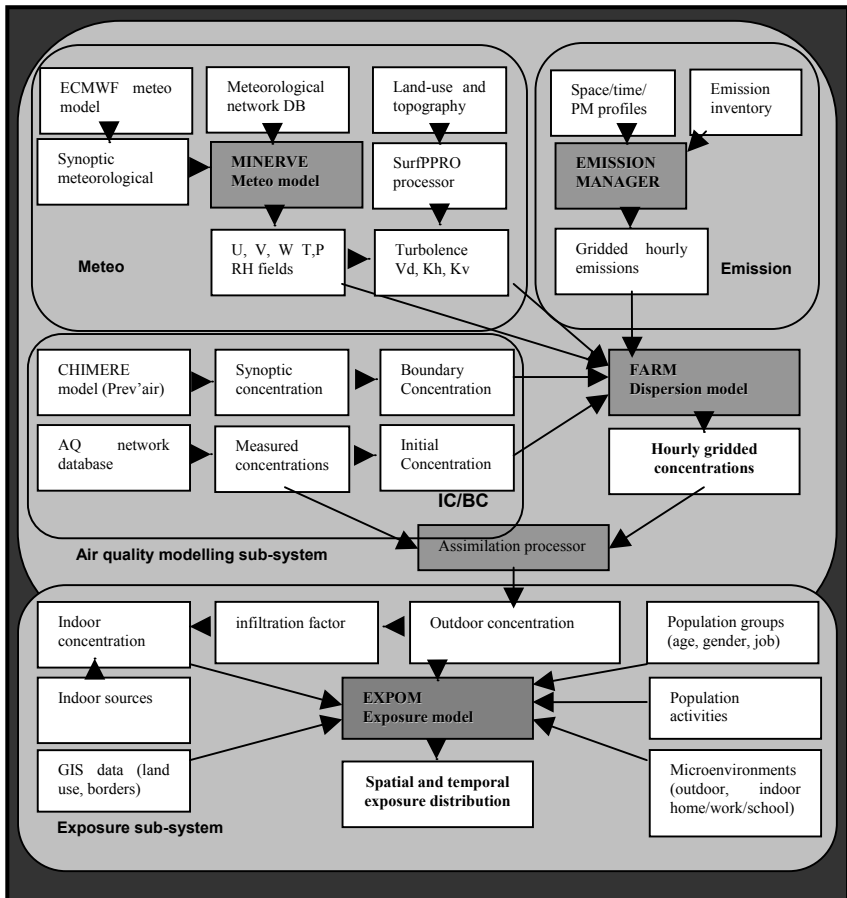 ECMWF meteo
model
Meteorological
network DB
Land-use and
topography
Space/time/
PM profiles
Emission
inventory
Synoptic
meteorological
MINERVE
Meteo model
SurfPPRO
processor
EMISSION
MANAGER
U, V, W T,P
RH fields
Turbolence
Vd, Kh, Kv
Gridded hourly
emissions
Meteo
Emission
CHIMERE
model (Prev'air)
Synoptic
concentration
Boundary
Concentration
FARM
Dispersion model
AQ network
database
Measured
concentrations
Initial
Concentration
Hourly gridded
concentrations
IC/BC
Air quality modelling sub-system
Assimilation processor
Indoor
concentration
infiltration factor
Outdoor concentration
Population groups
(age, gender, job)
Indoor sources
EXPOM
Exposure model
Population
activities
GIS data (land
use, borders)
Spatial and temporal
exposure distribution
Microenvironments
(outdoor, indoor
home/work/school)
Exposure sub-system